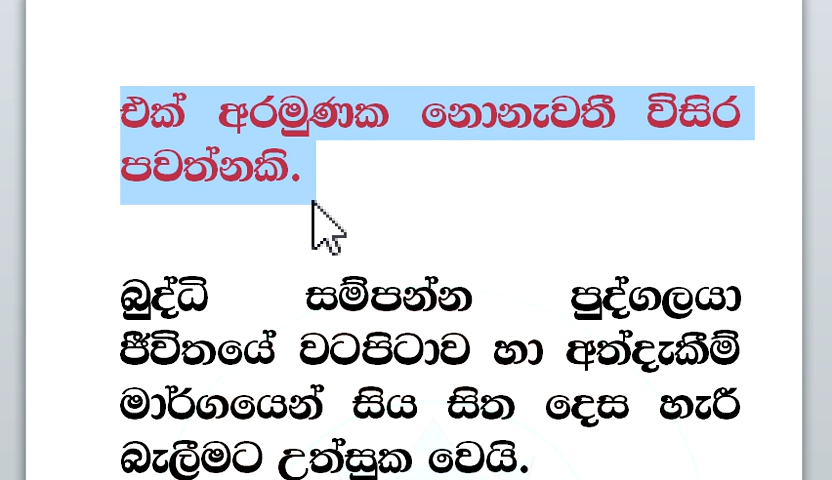 එක් අරමුණක නොනැවතී විසිර
පවත්නකි.
බුද්ධි සම්පන්න පුද්ගලයා
ජීවිතයේ වටපිටාව හා අත්දැකීම්
මාර්ගයෙන් සිය සිත දෙස හැරී
බැලීමට උත්සුක වෙයි.